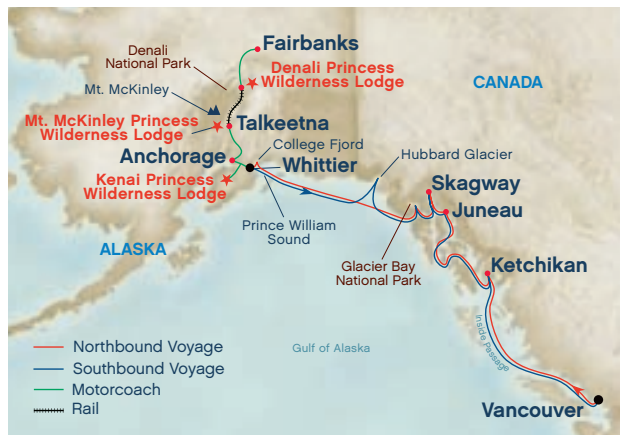 Fairbanks
Denali
National Park
Denali Princess
Wilderness Lodge
CANADA
Mt. McKinley
Mt. McKinley Princess
Wilderness Lodge
Talkeetna
College Fjord
Anchorage
Whittier
Hubbard Glacier
Kenai Princess
Wilderness Lodge
Skagway
Juneau
Prince William
Sound
ALASKA
Glacier Bay
National Park
Ketchikan
Inside Passage
Northbound Voyage
Gulf of Alaska
Southbound Voyage
Motorcoach
Rail
Vancouver